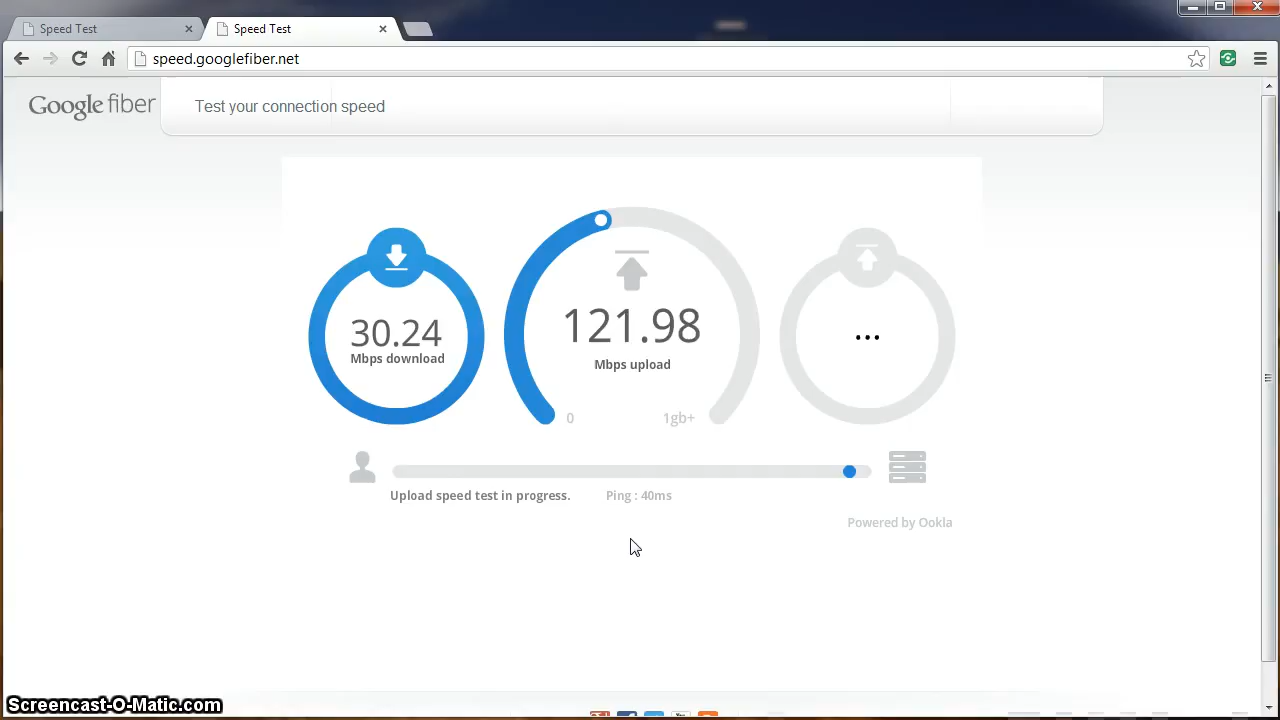 Speed Test
Speed Test
speed.googlefiber.net
Google fiber
Test your connection speed
30.24
Mbps download
121.98
Mbps upload
0
1gb+
...
Upload speed test in progress.
Ping : 40ms
Powered by Ookla
Screencast-O-Matic.com